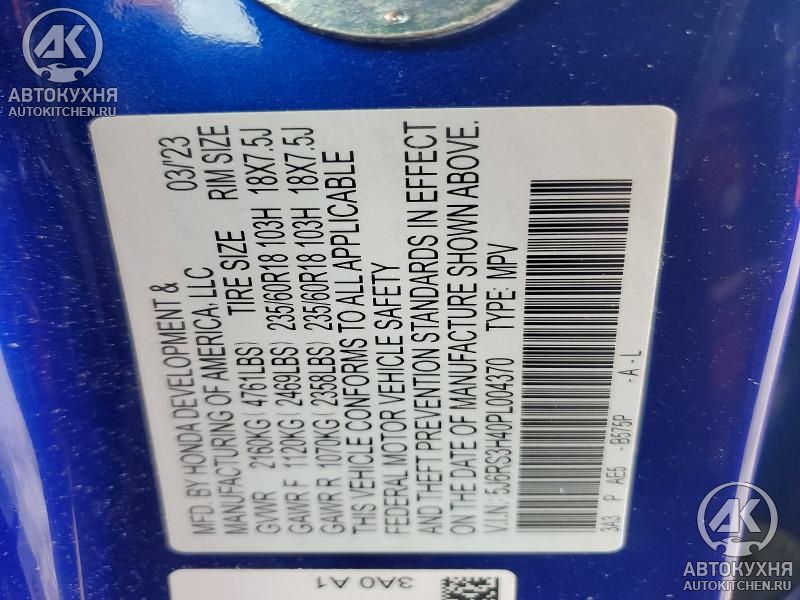 АК
АВТОКУХНЯ
AUTOKITCHEN.RU
MFD. BY HONDA DEVELOPMENT & 03/'23
MANUFACTURING OF AMERICA, LLC
TIRE SIZE RIM SIZE
GVWR 2160KG ( 4761LBS)
GAWR F 1120KG ( 2469LBS) 235/60R18 103H 18X7.5J
GAWR R 1070KG ( 2358LBS) 235/60R18 103H 18X7.5J
THIS VEHICLE CONFORMS TO ALL APPLICABLE
FEDERAL MOTOR VEHICLE SAFETY
AND THEFT PREVENTION STANDARDS IN EFFECT
ON THE DATE OF MANUFACTURE SHOWN ABOVE.
V.I.N.: 5J6RS3H40PL004370 TYPE: MPV
3A3 P AE5 -B575P -A - L
3A0 A1
АК
АВТОКУХНЯ
AUTOKITCHEN.RU